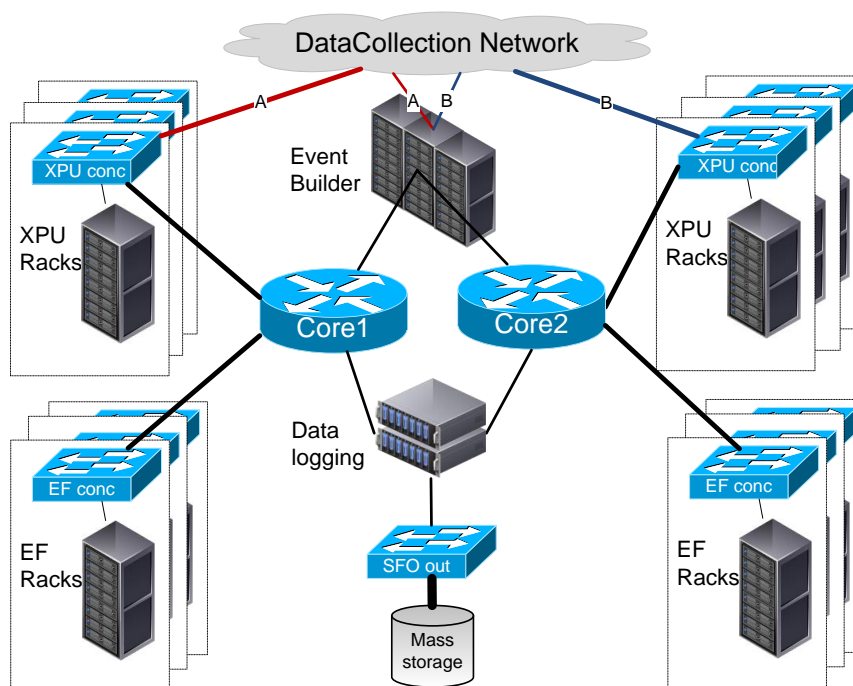 DataCollection Network
A
A
B
B
XPU conc
Event
Builder
XPU conc
XPU
Racks
XPU
Racks
Core1
Core2
Data
logging
EF conc
EF conc
EF
Racks
SFO out
EF
Racks
Mass
storage